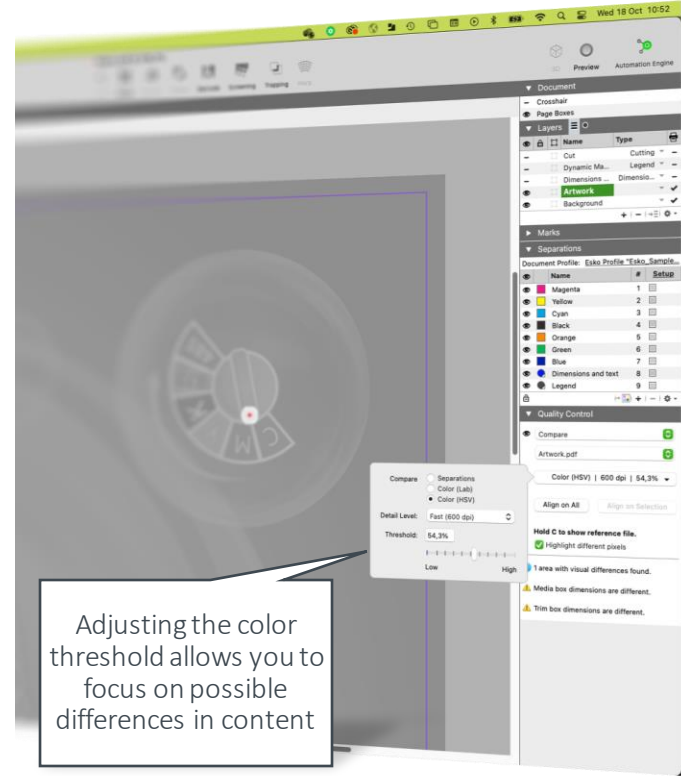 Wed 18 Oct 10:52
Screening
Trapping
Preview
Automation Engine
Document
Crosshair
Page Boxes
Layers
Name Type
Cut Cutting
Dynamic Ma... Legend
Dimensions ... Dimensio...
Artwork
Background
Marks
Separations
Document Profile: Esko Profile "Esko_Sample...
Name # Setup
Magenta 1
Yellow 2
Cyan 3
Black 4
Orange 5
Green 6
Blue 7
Dimensions and text 8
Legend 9
Quality Control
Compare
Artwork.pdf
Color (HSV) | 600 dpi | 54,3%
Align on All Align on Selection
Hold C to show reference file.
Highlight different pixels
1 area with visual differences found.
Media box dimensions are different.
Trim box dimensions are different.
Compare Separations
Color (Lab)
Color (HSV)
Detail Level: Fast (600 dpi)
Threshold: 54,3%
Low High
C
M
Adjusting the color
threshold allows you to
focus on possible
differences in content